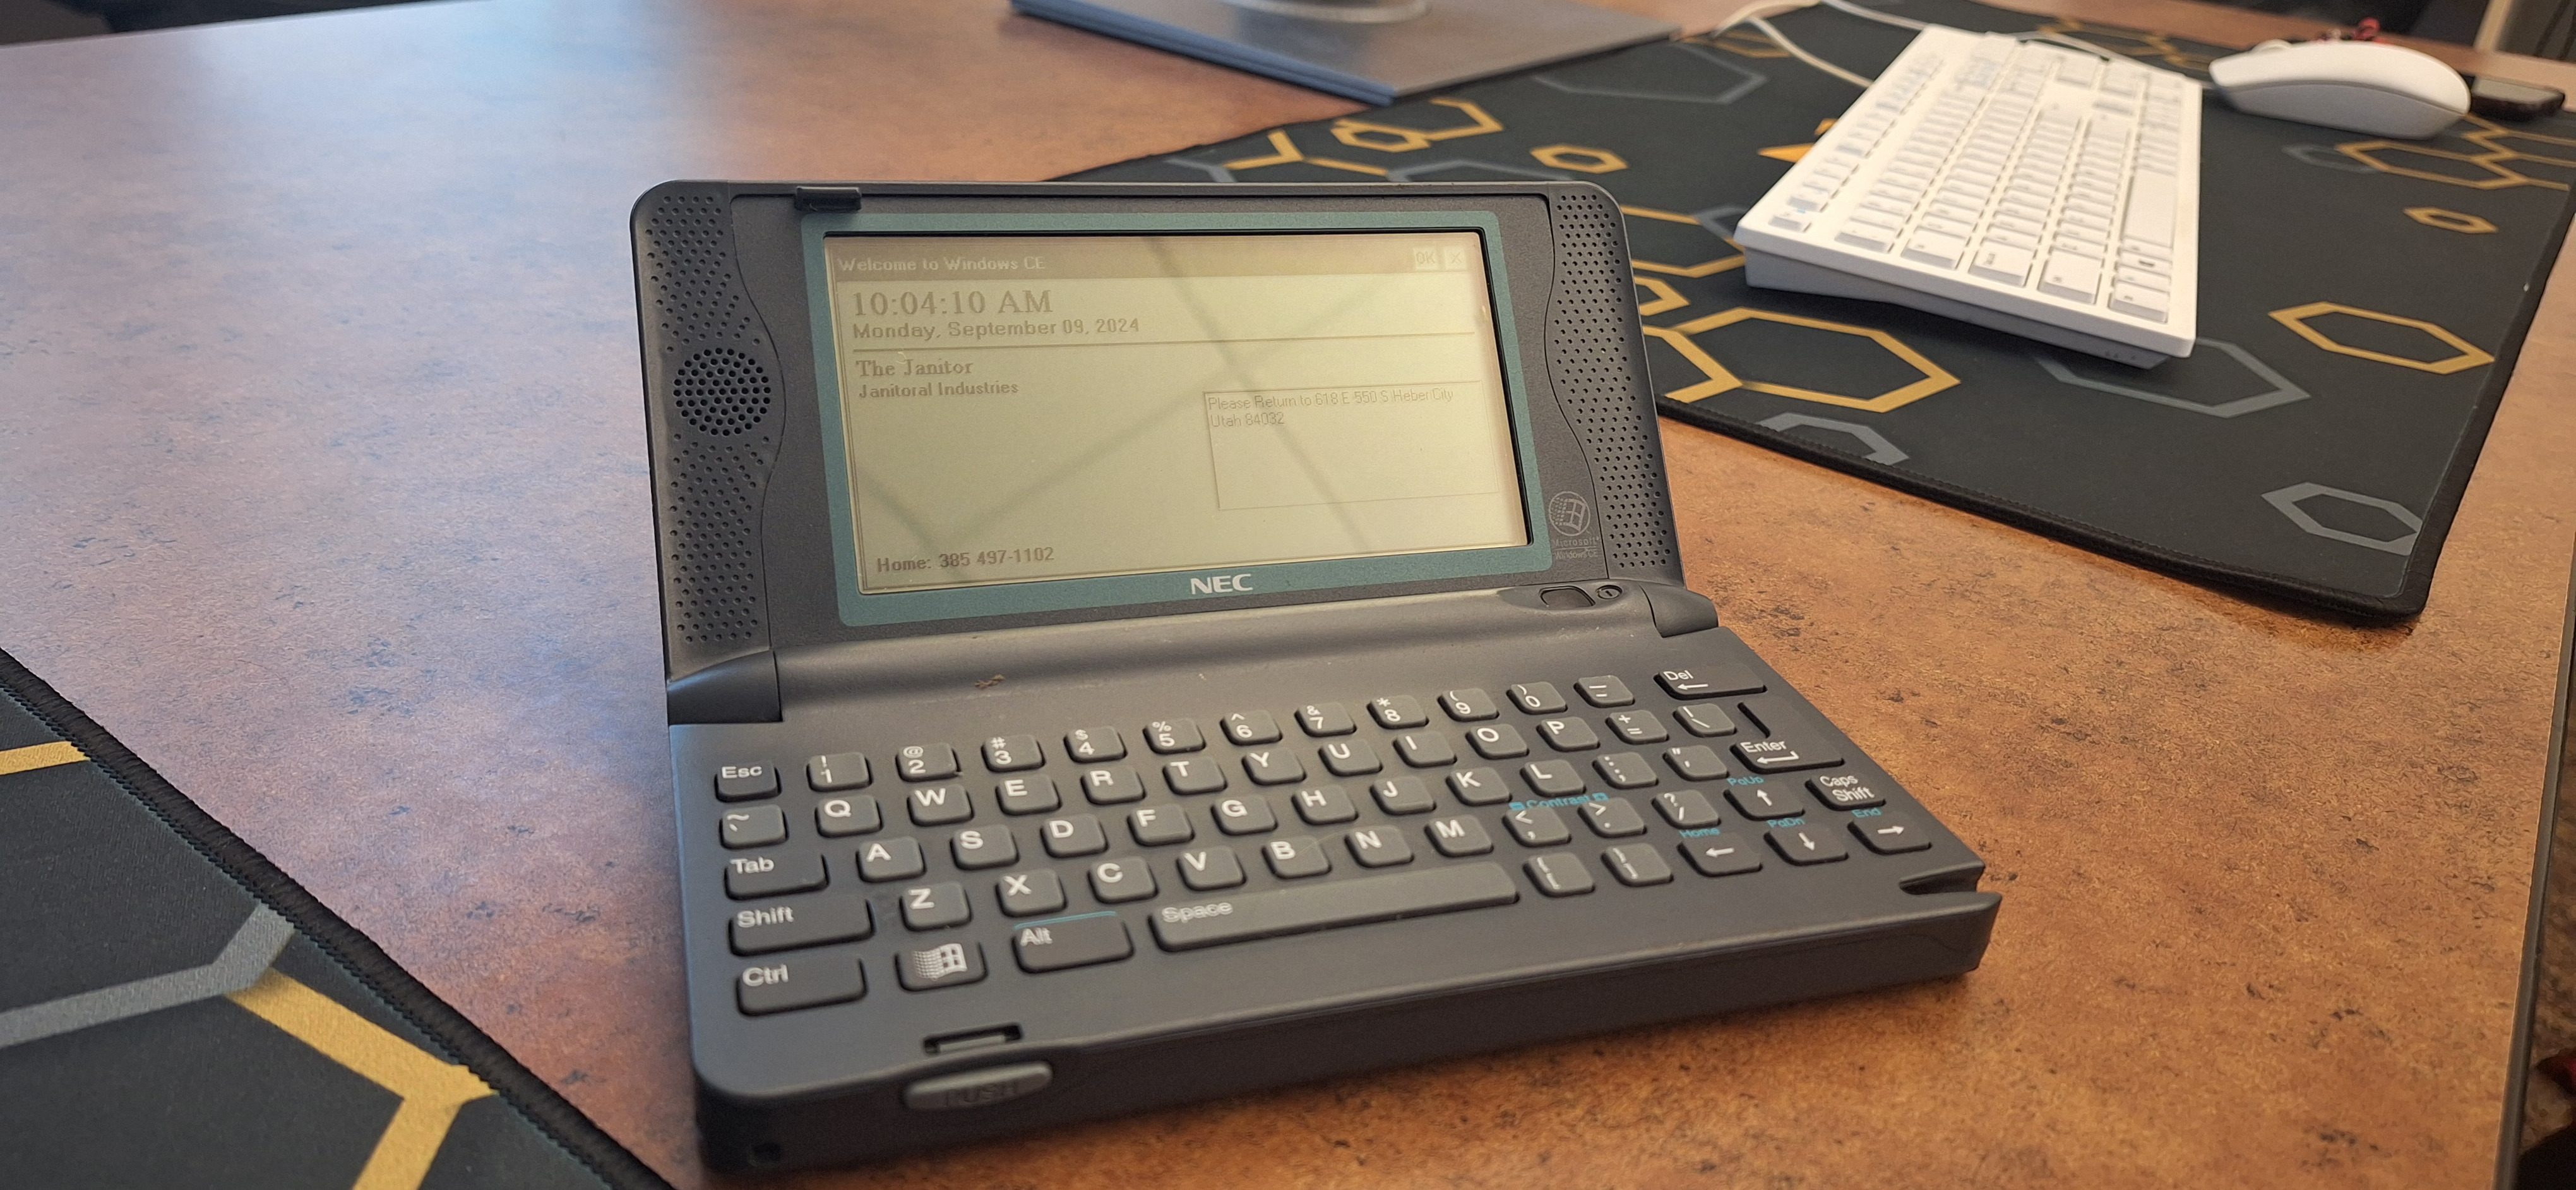 Welcome to Windows CE OK X
10:04:10 AM
Monday, September 09, 2024
The Janitor
Janitoral Industries
Please Return to 618 E 550 S Heber City
Utah 84032
Home: 385 497-1102
Microsoft
Windows CE
NEC
Esc ! 1 @ 2 # 3 $ 4 % 5 ^ 6 & 7 * 8 ( 9 ) 0 _ - Del ←
~ ` Q W E R T Y U I O P + = | \
Tab A S D F G H J K L : ; " ' Enter
Shift Z X C V B N M < , Contrast > . ? / PgUp ↑ Caps Shift
Ctrl Alt Space Home ← PgDn ↓ End →
PUSH